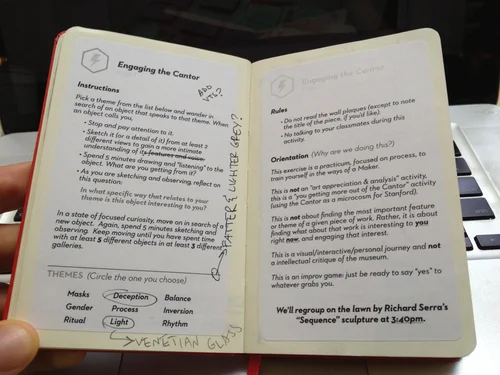 Engaging the Cantor
Instructions
Pick a theme from the list below and wander in
search of an object that speaks to that theme. When
an object calls you,
• Stop and pay attention to it.
• Sketch it (or a detail of it) from at least 2
different views to gain a more intimate
understanding of its features and voice.
• Spend 5 minutes drawing and "listening" to the
object. What are you getting from it?
• As you are sketching and observing, reflect on
this question:
In what specific way that relates to your
theme is this object interesting to you?
In a state of focused curiosity, move on in search of a
new object. Again, spend 5 minutes sketching and
observing. Keep moving until you have spent time
with at least 5 different objects in at least 3 different
galleries.
THEMES (Circle the one you choose)
Masks Deception Balance
Gender Process Inversion
Ritual Light Rhythm
VENETIAN GLASS
ADD
VTS?
LIGHTER GREY?
Engaging the Cantor
Rules
• Do not read the wall plaques (except to note
the title of the piece, if you'd like).
• No talking to your classmates during this
activity.
Orientation (Why are we doing this?)
This exercise is a practicum, focused on process, to
train yourself in the ways of a Maker.
This is not an "art appreciation & analysis" activity,
this is a "you getting more out of the Cantor" activity
(using the Cantor as a microcosm for Stanford).
This is not about finding the most important feature
or theme of a given piece of work. Rather, it is about
finding what about that work is interesting to you
right now, and engaging that interest.
This is a visual/interactive/personal journey and not
a intellectual critique of the museum.
This is an improv game: just be ready to say "yes" to
whatever grabs you.
We'll regroup on the lawn by Richard Serra's
"Sequence" sculpture at 3:40pm.